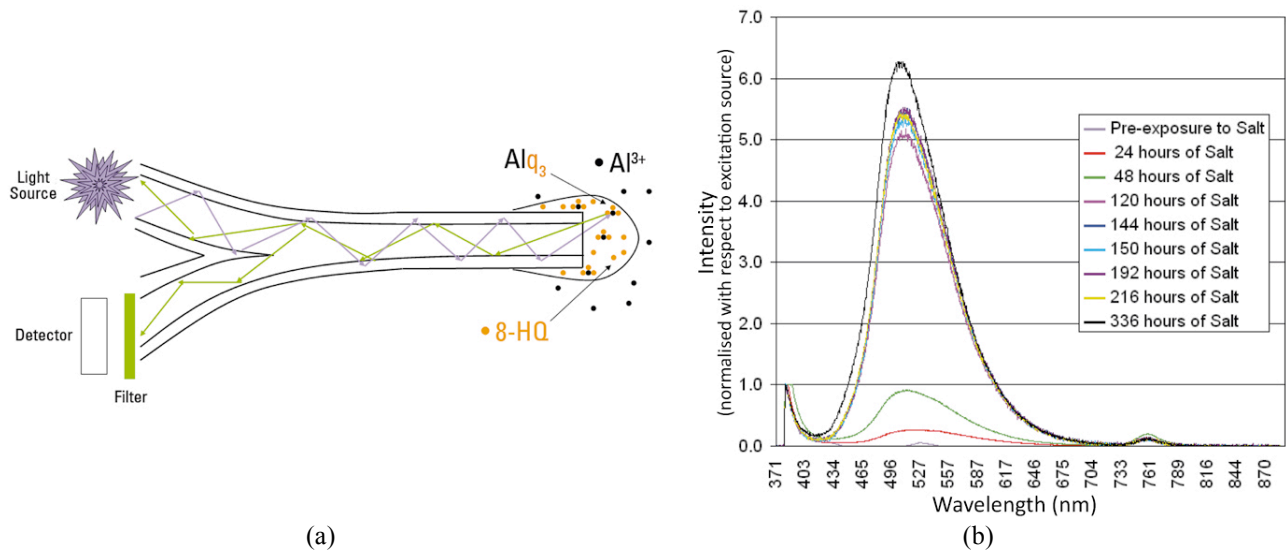 Light
Source
Detector
Filter
Alq₃
Al³⁺
8-HQ
(a)
Intensity
(normalised with respect to excitation source)
7.0
6.0
5.0
4.0
3.0
2.0
1.0
0.0
Pre-exposure to Salt
24 hours of Salt
48 hours of Salt
120 hours of Salt
144 hours of Salt
150 hours of Salt
192 hours of Salt
216 hours of Salt
336 hours of Salt
371 403 434 465 496 527 557 587 617 646 675 704 733 761 789 816 844 870
Wavelength (nm)
(b)